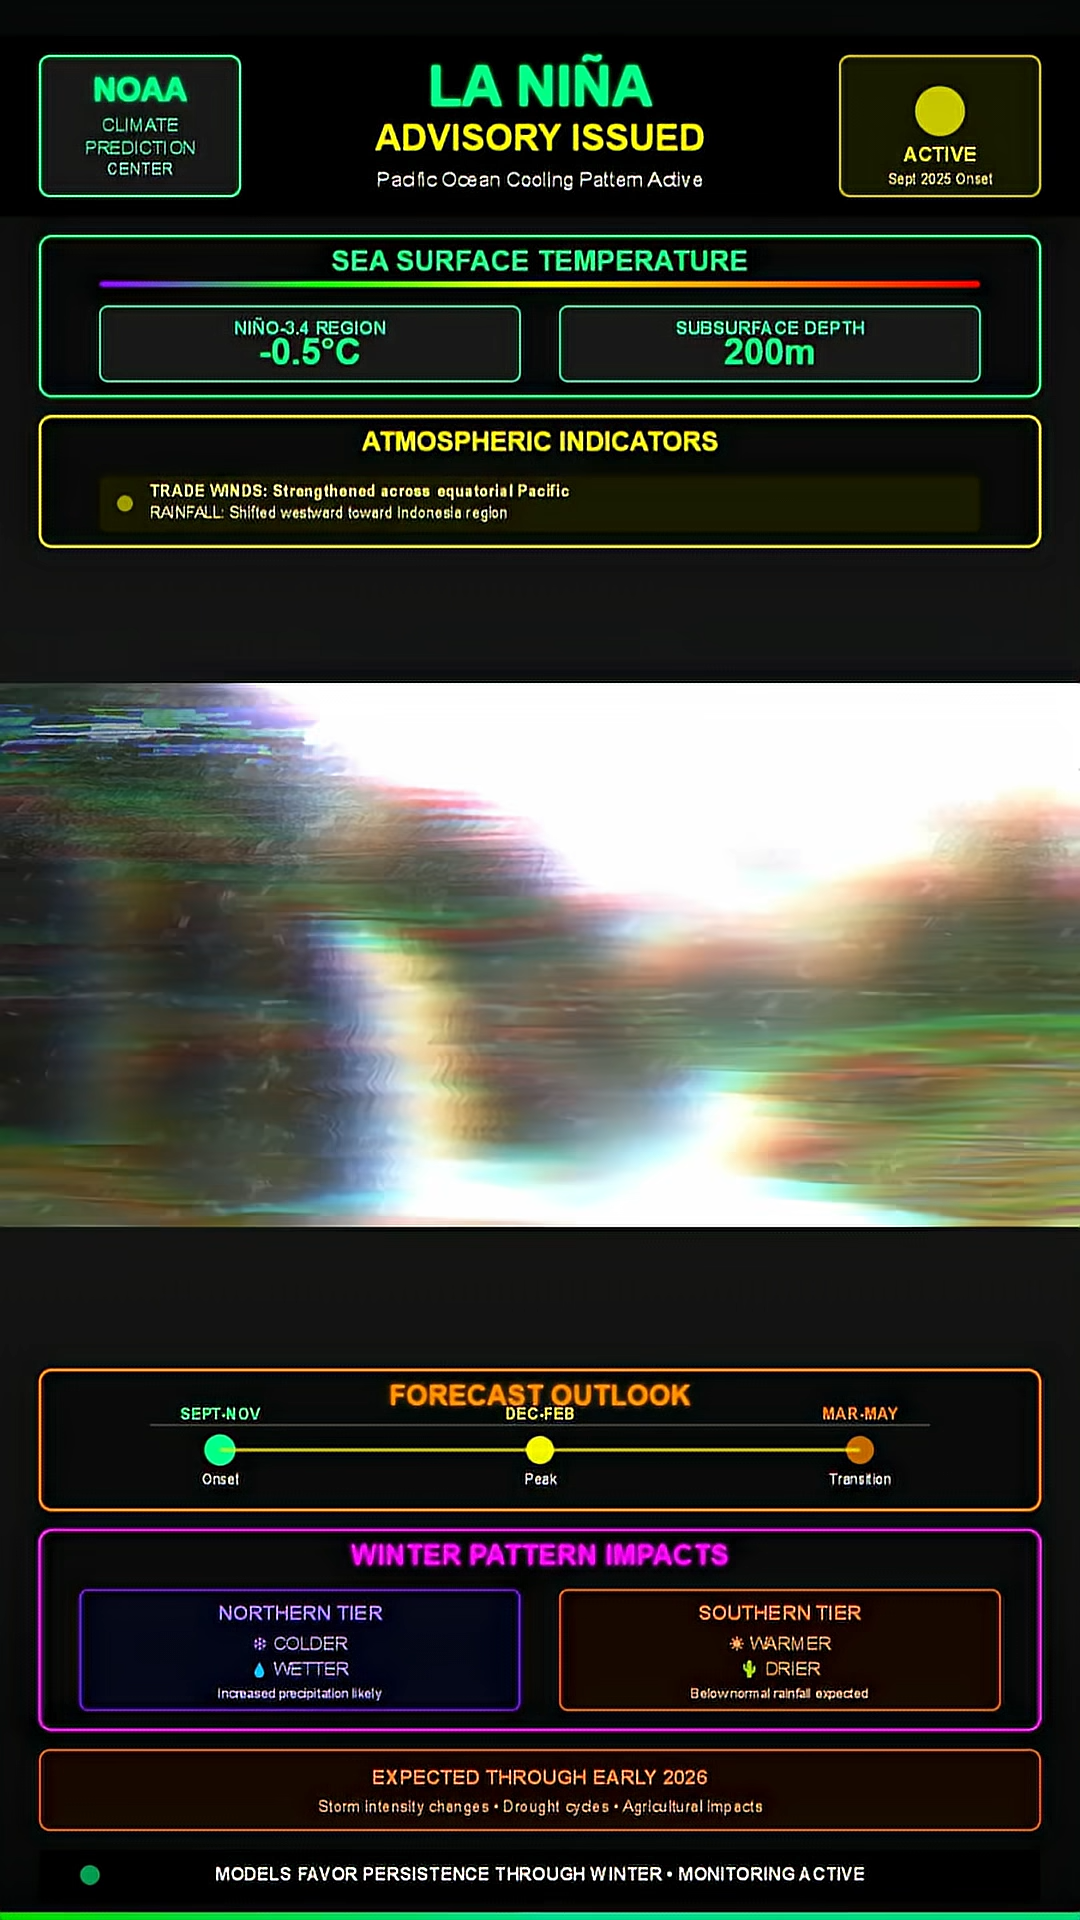 NOAA
CLIMATE
PREDICTION
CENTER
LA NIÑA
ADVISORY ISSUED
Pacific Ocean Cooling Pattern Active
ACTIVE
Sept 2025 Onset
SEA SURFACE TEMPERATURE
NIÑO-3.4 REGION
-0.5°C
SUBSURFACE DEPTH
200m
ATMOSPHERIC INDICATORS
TRADE WINDS: Strengthened across equatorial Pacific
RAINFALL: Shifted westward toward Indonesia region
FORECAST OUTLOOK
SEPT-NOV
DEC-FEB
MAR-MAY
Onset
Peak
Transition
WINTER PATTERN IMPACTS
NORTHERN TIER
❄ COLDER
💧 WETTER
Increased precipitation likely
SOUTHERN TIER
☀ WARMER
🌵 DRIER
Below normal rainfall expected
EXPECTED THROUGH EARLY 2026
Storm intensity changes • Drought cycles • Agricultural impacts
MODELS FAVOR PERSISTENCE THROUGH WINTER • MONITORING ACTIVE